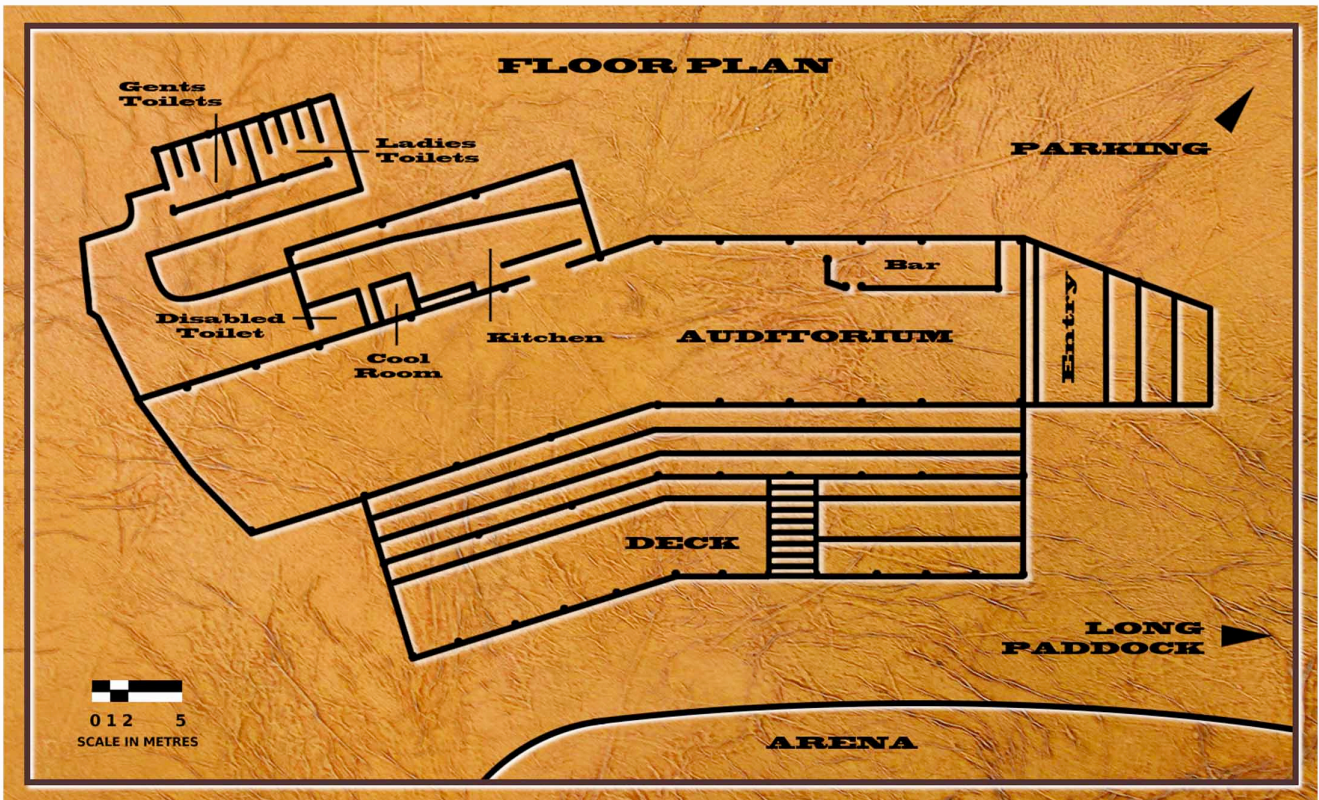 FLOOR PLAN
Gents
Toilets
Ladies
Toilets
PARKING
Bar
Entry
Disabled
Toilet
Kitchen
AUDITORIUM
Cool
Room
DECK
LONG
PADDOCK
0 1 2 5
SCALE IN METRES
ARENA